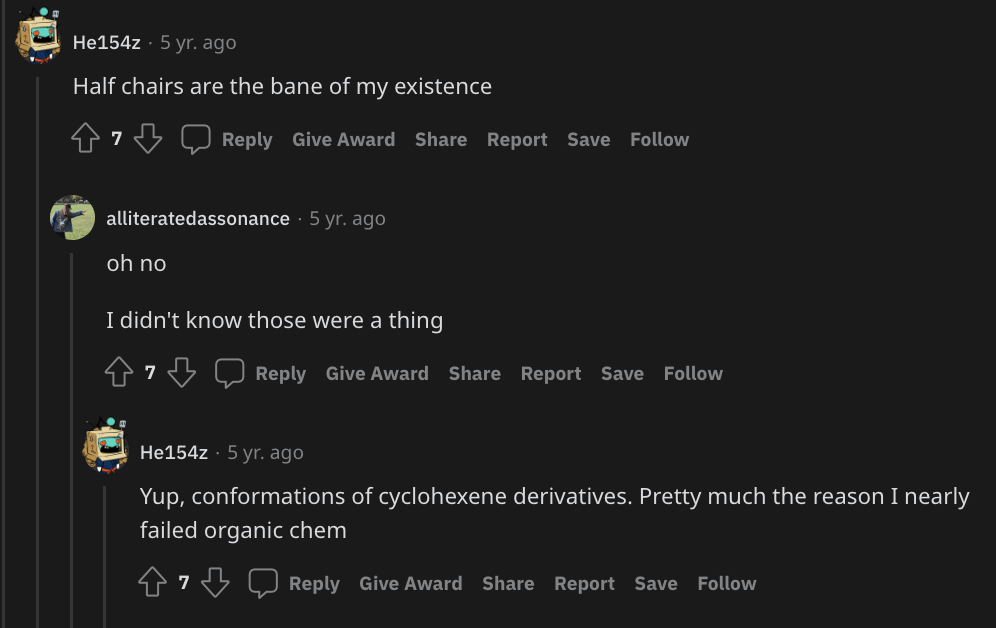 He154z · 5 yr. ago
Half chairs are the bane of my existence
7 Reply Give Award Share Report Save Follow
alliteratedassonance · 5 yr. ago
oh no
I didn't know those were a thing
7 Reply Give Award Share Report Save Follow
He154z · 5 yr. ago
Yup, conformations of cyclohexene derivatives. Pretty much the reason I nearly
failed organic chem
7 Reply Give Award Share Report Save Follow